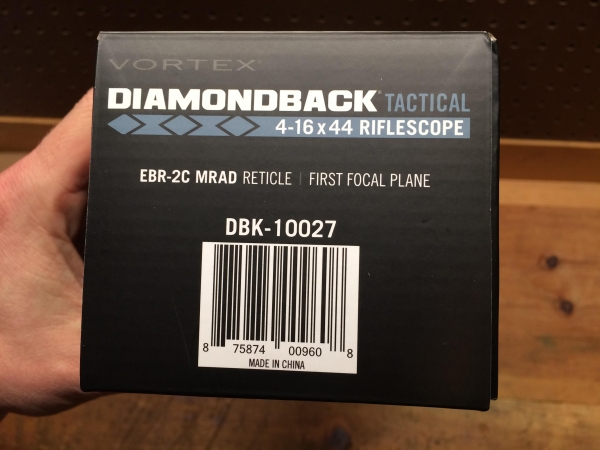 VORTEX
DIAMONDBACK TACTICAL
4-16x44 RIFLESCOPE
EBR-2C MRAD RETICLE | FIRST FOCAL PLANE
DBK-10027
8 75874 00960 8
MADE IN CHINA